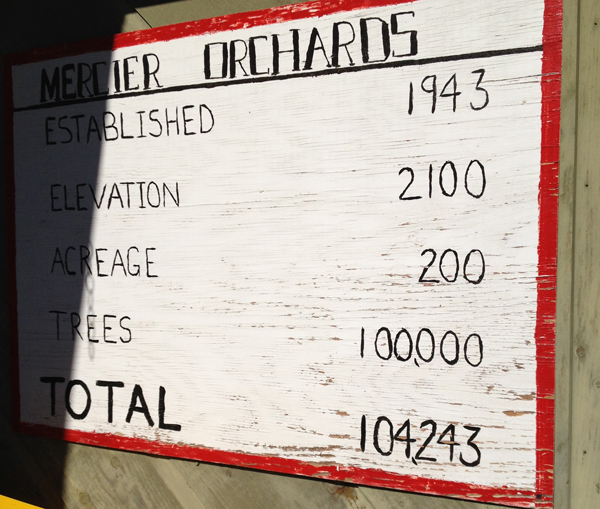 MERCIER ORCHARDS
ESTABLISHED 1943
ELEVATION 2100
ACREAGE 200
TREES 100,000
TOTAL 104,243